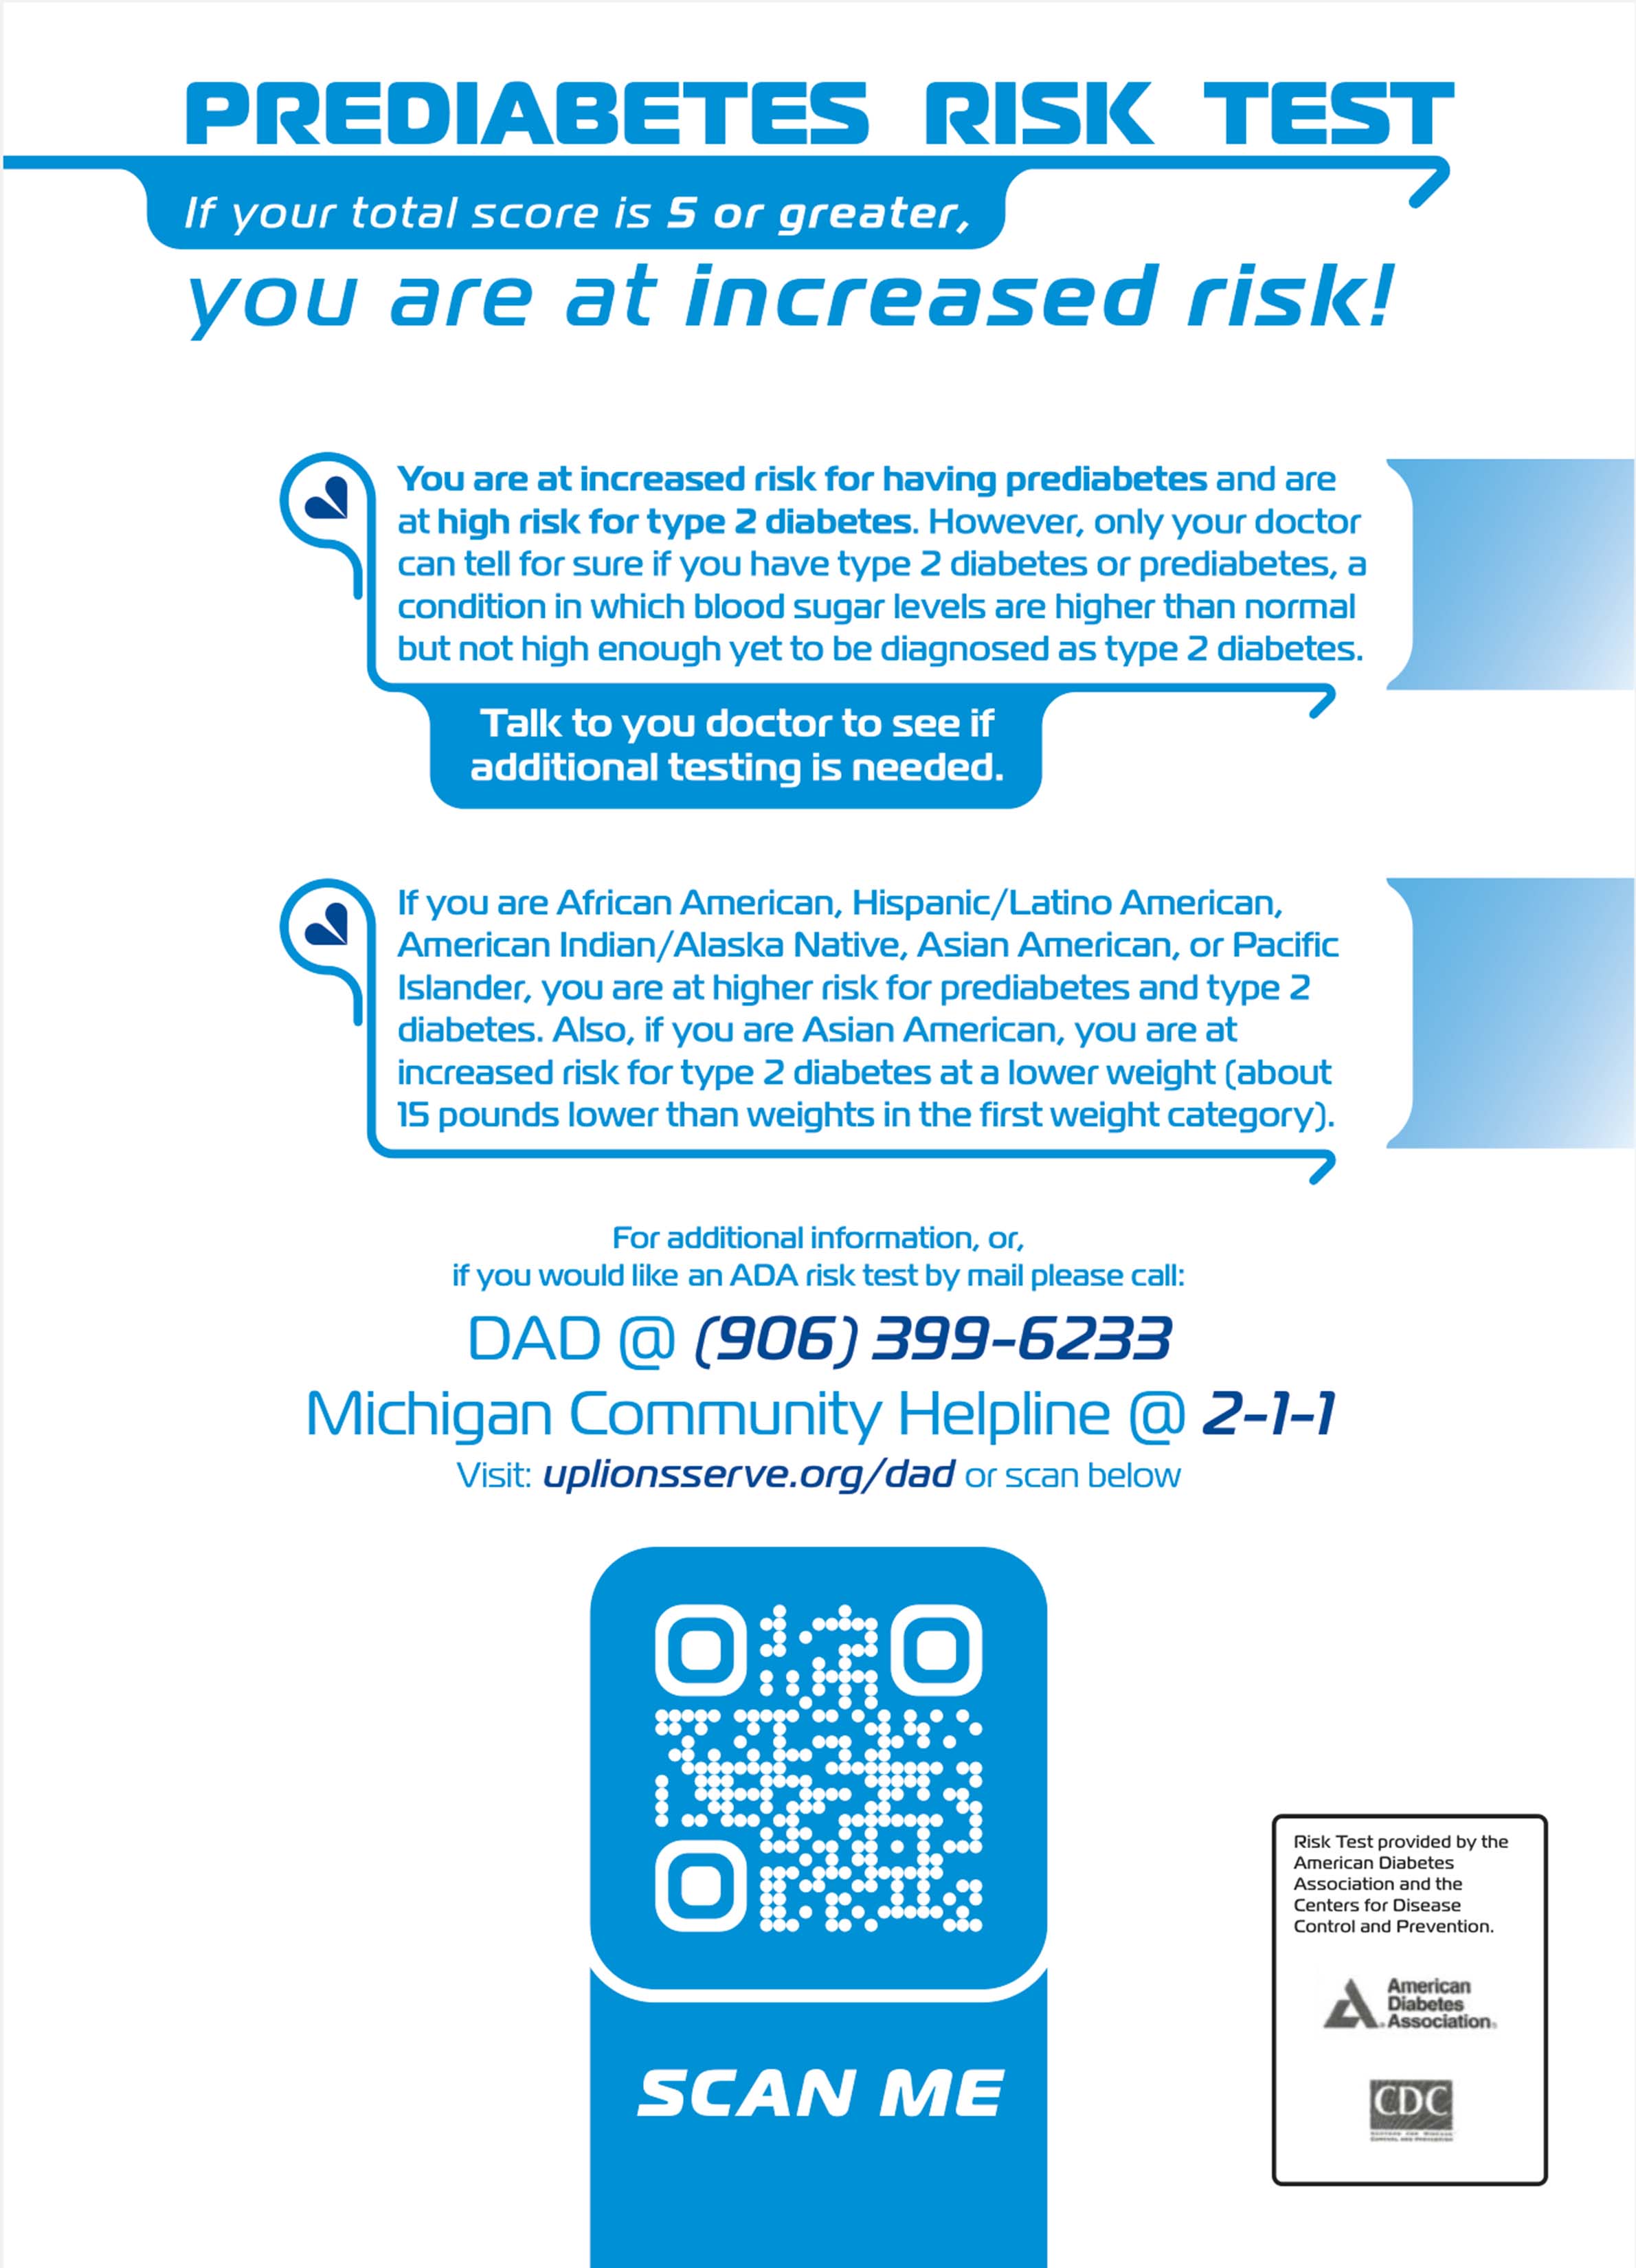 PREDIABETES RISK TEST
If your total score is 5 or greater,
you are at increased risk!
You are at increased risk for having prediabetes and are
at high risk for type 2 diabetes. However, only your doctor
can tell for sure if you have type 2 diabetes or prediabetes, a
condition in which blood sugar levels are higher than normal
but not high enough yet to be diagnosed as type 2 diabetes.
Talk to you doctor to see if
additional testing is needed.
If you are African American, Hispanic/Latino American,
American Indian/Alaska Native, Asian American, or Pacific
Islander, you are at higher risk for prediabetes and type 2
diabetes. Also, if you are Asian American, you are at
increased risk for type 2 diabetes at a lower weight (about
15 pounds lower than weights in the first weight category).
For additional information, or,
if you would like an ADA risk test by mail please call:
DAD @ (906) 399-6233
Michigan Community Helpline @ 2-1-1
Visit: uplionsserve.org/dad or scan below
SCAN ME
Risk Test provided by the
American Diabetes
Association and the
Centers for Disease
Control and Prevention.
American
Diabetes
Association®
CDC
CENTERS FOR DISEASE
CONTROL AND PREVENTION